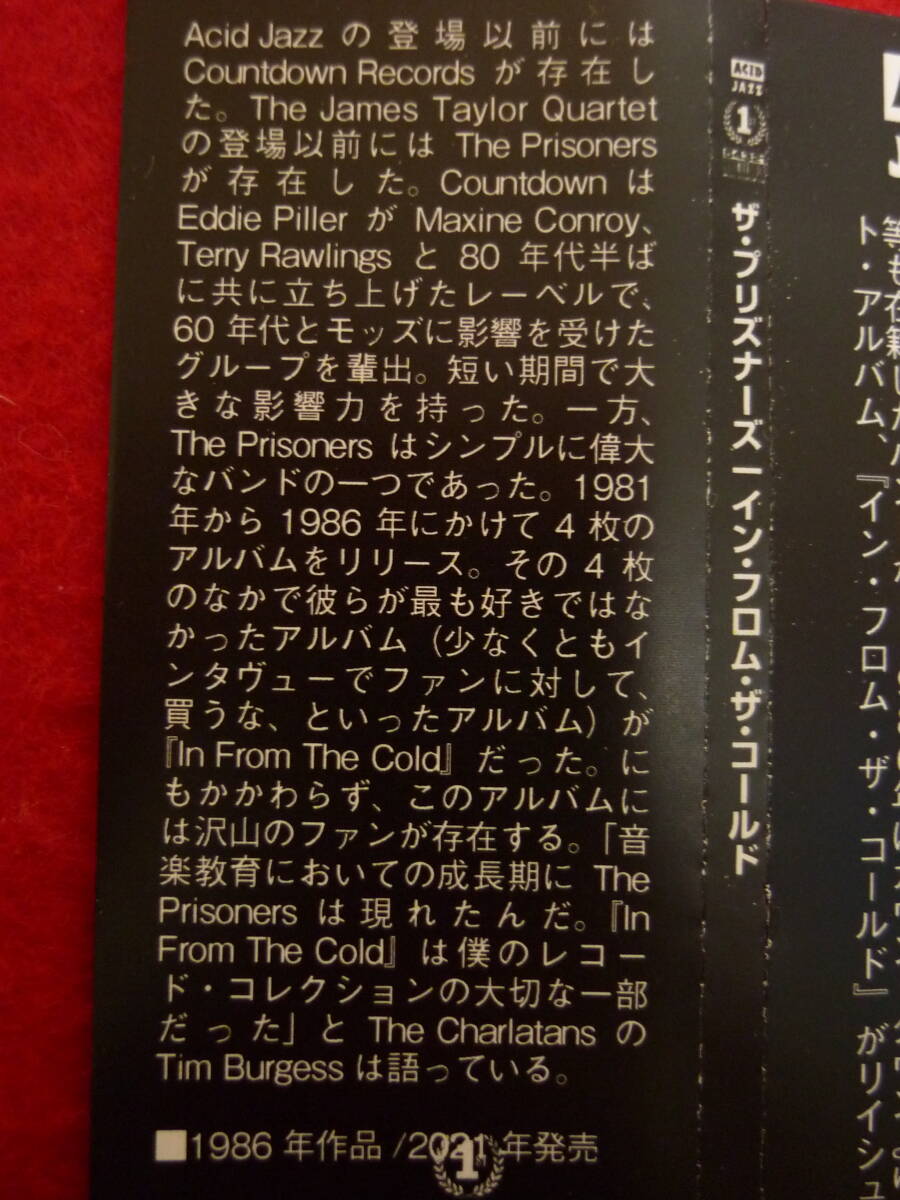 Acid Jazz の登場以前には
Countdown Records が存在し
た。The James Taylor Quartet
の登場以前には The Prisoners
が存在した。Countdown は
Eddie Piller が Maxine Conroy、
Terry Rawlings と 80 年代半ば
に共に立ち上げたレーベルで、
60 年代とモッズに影響を受けた
グループを輩出。短い期間で大
きな影響力を持った。一方、
The Prisoners はシンプルに偉大
なバンドの一つであった。1981
年から 1986 年にかけて 4 枚の
アルバムをリリース。その 4 枚
のなかで彼らが最も好きではな
かったアルバム（少なくともイ
ンタヴューでファンに対して、
買うな、といったアルバム）が
『In From The Cold』だった。に
もかかわらず、このアルバムに
は沢山のファンが存在する。「音
楽教育においての成長期に The
Prisoners は現れたんだ。『In
From The Cold』は僕のレコー
ド・コレクションの大切な一部
だった」と The Charlatans の
Tim Burgess は語っている。
■1986 年作品 /2021 年発売
1
ACID
JAZZ
1
ザ・プリズナーズ | イン・フロム・ザ・コールド
ト・アルバム、『イン・フロム・ザ・コールド』がリイシュ